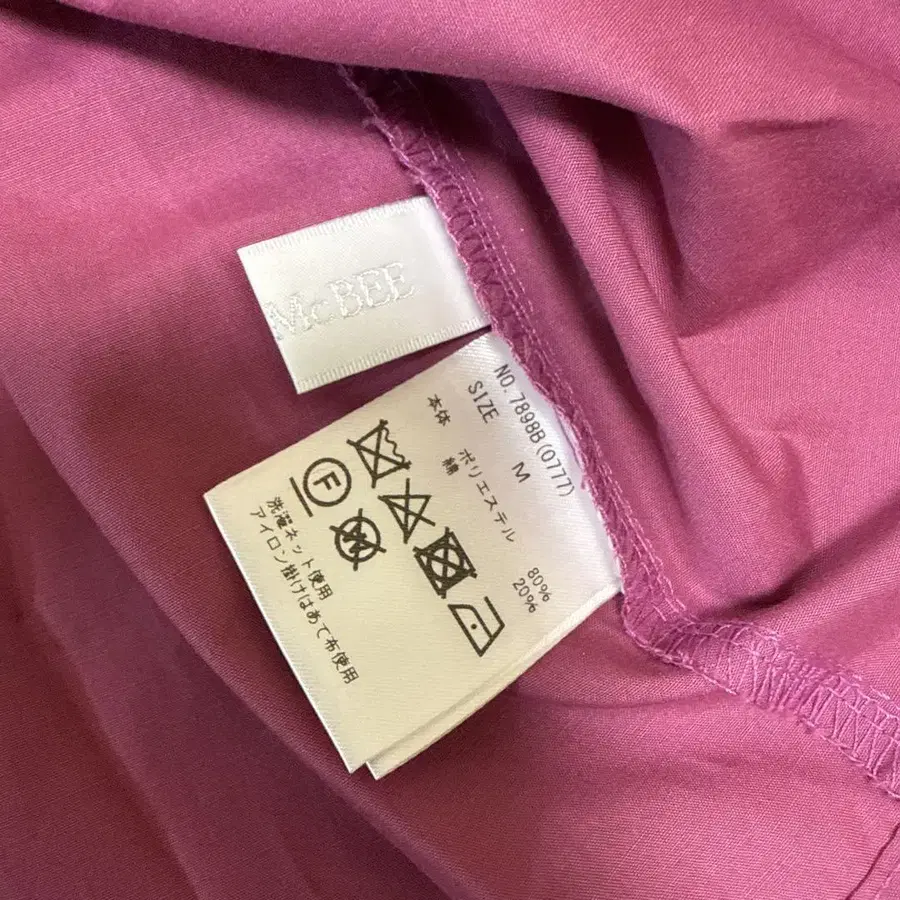 McBEE
NO. 7898B(0777)
SIZE M
本体 ポリエステル 80%
綿 20%
F
W
洗濯ネット使用
アイロン掛けはあて布使用